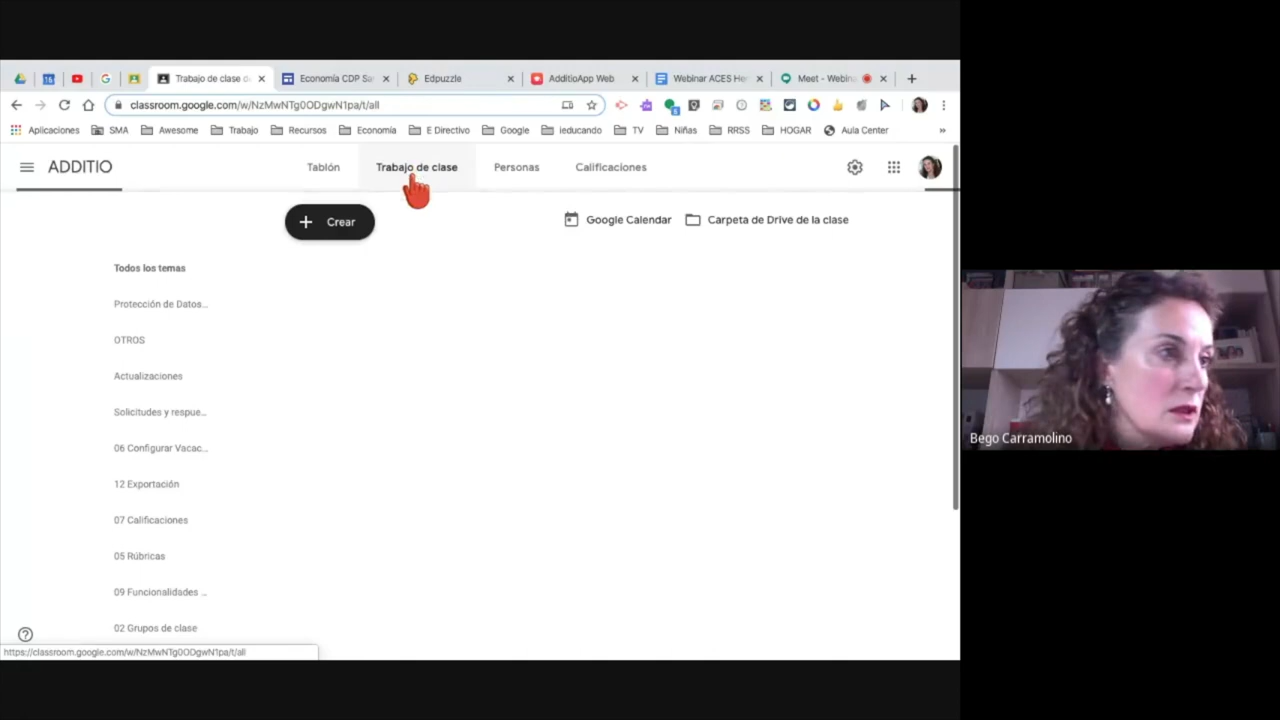 Trabajo de clase de
Economía CDP Sa
Edpuzzle
AdditioApp Web
Webinar ACES He
Meet - Webin
classroom.google.com/w/NzMwNTg0ODgwN1pa/t/all
Aplicaciones SMA Awesome Trabajo Recursos Economía E Directivo Google ieducando TV Niñas RRSS HOGAR Aula Center »
ADDITIO
Tablón Trabajo de clase Personas Calificaciones
+ Crear
Google Calendar Carpeta de Drive de la clase
Todos los temas
Protección de Datos...
OTROS
Actualizaciones
Solicitudes y respue...
06 Configurar Vacac...
12 Exportación
07 Calificaciones
05 Rúbricas
09 Funcionalidades ...
02 Grupos de clase
https://classroom.google.com/w/NzMwNTg0ODgwN1pa/t/all
Bego Carramolino